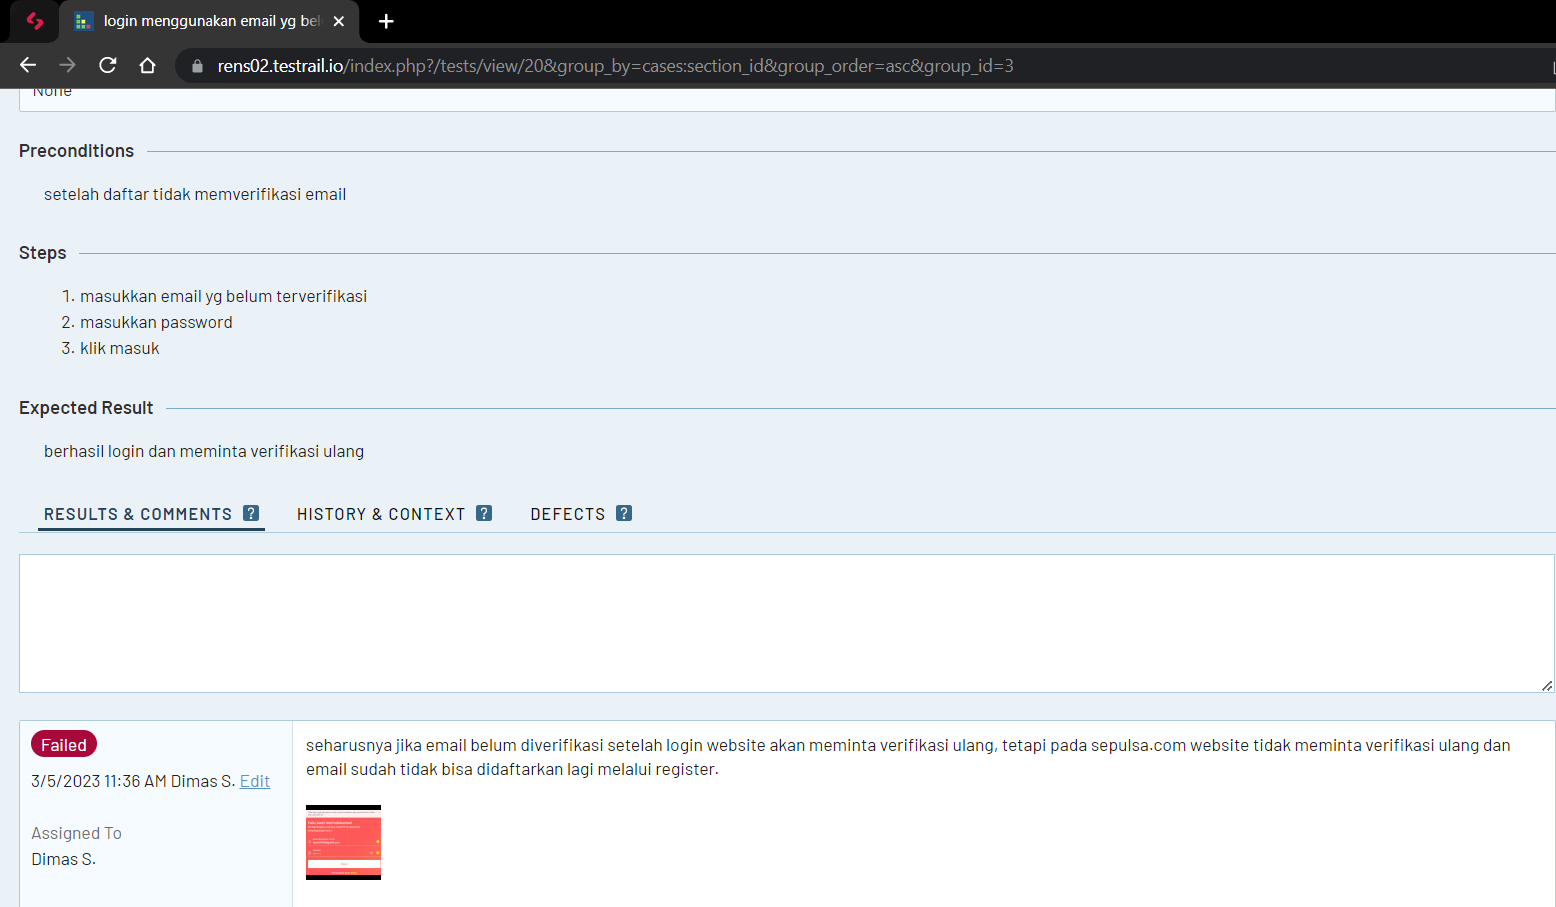 login menggunakan email yg bel
rens02.testrail.io/index.php?/tests/view/20&group_by=cases:section_id&group_order=asc&group_id=3
None
Preconditions
setelah daftar tidak memverifikasi email
Steps
1. masukkan email yg belum terverifikasi
2. masukkan password
3. klik masuk
Expected Result
berhasil login dan meminta verifikasi ulang
RESULTS & COMMENTS ? HISTORY & CONTEXT ? DEFECTS ?
Failed
3/5/2023 11:36 AM Dimas S. Edit
Assigned To
Dimas S.
seharusnya jika email belum diverifikasi setelah login website akan meminta verifikasi ulang, tetapi pada sepulsa.com website tidak meminta verifikasi ulang dan
email sudah tidak bisa didaftarkan lagi melalui register.